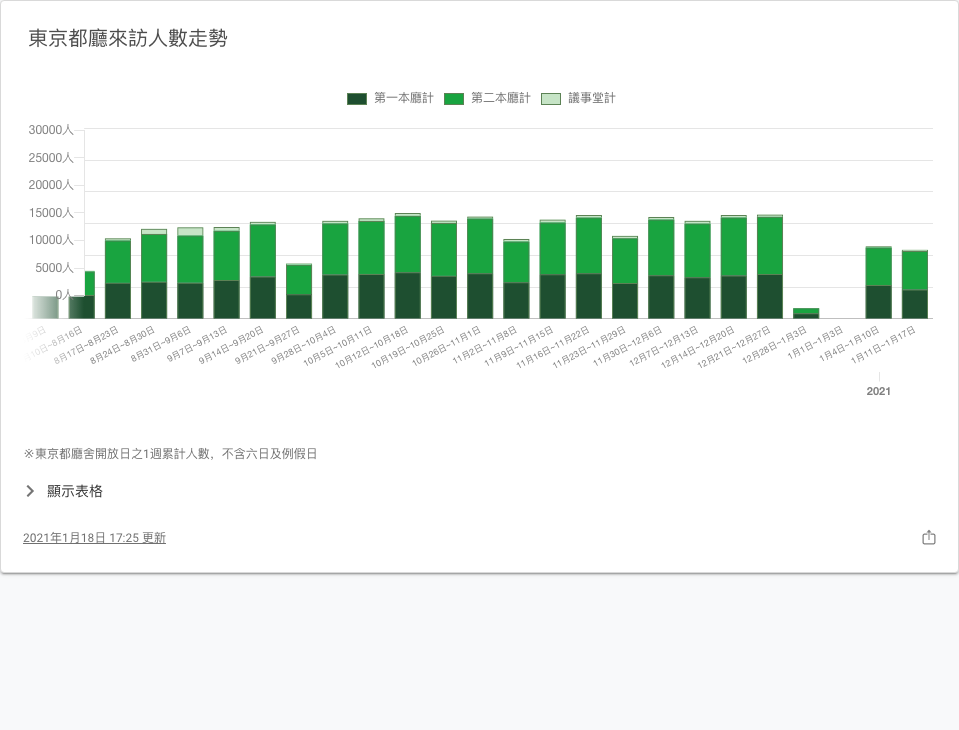 東京都廳來訪人數走勢
第一本廳計 第二本廳計 議事堂計
30000人
25000人
20000人
15000人
10000人
5000人
0人
8月16日
8月17日~8月23日
8月24日~8月30日
8月31日~9月6日
9月7日~9月13日
9月14日~9月20日
9月21日~9月27日
9月28日~10月4日
10月5日~10月11日
10月12日~10月18日
10月19日~10月25日
10月26日~11月1日
11月2日~11月8日
11月9日~11月15日
11月16日~11月22日
11月23日~11月29日
11月30日~12月6日
12月7日~12月13日
12月14日~12月20日
12月21日~12月27日
12月28日~1月3日
1月1日~1月3日
1月4日~1月10日
1月11日~1月17日
2021
※東京都廳舍開放日之1週累計人數，不含六日及例假日
顯示表格
2021年1月18日 17:25 更新